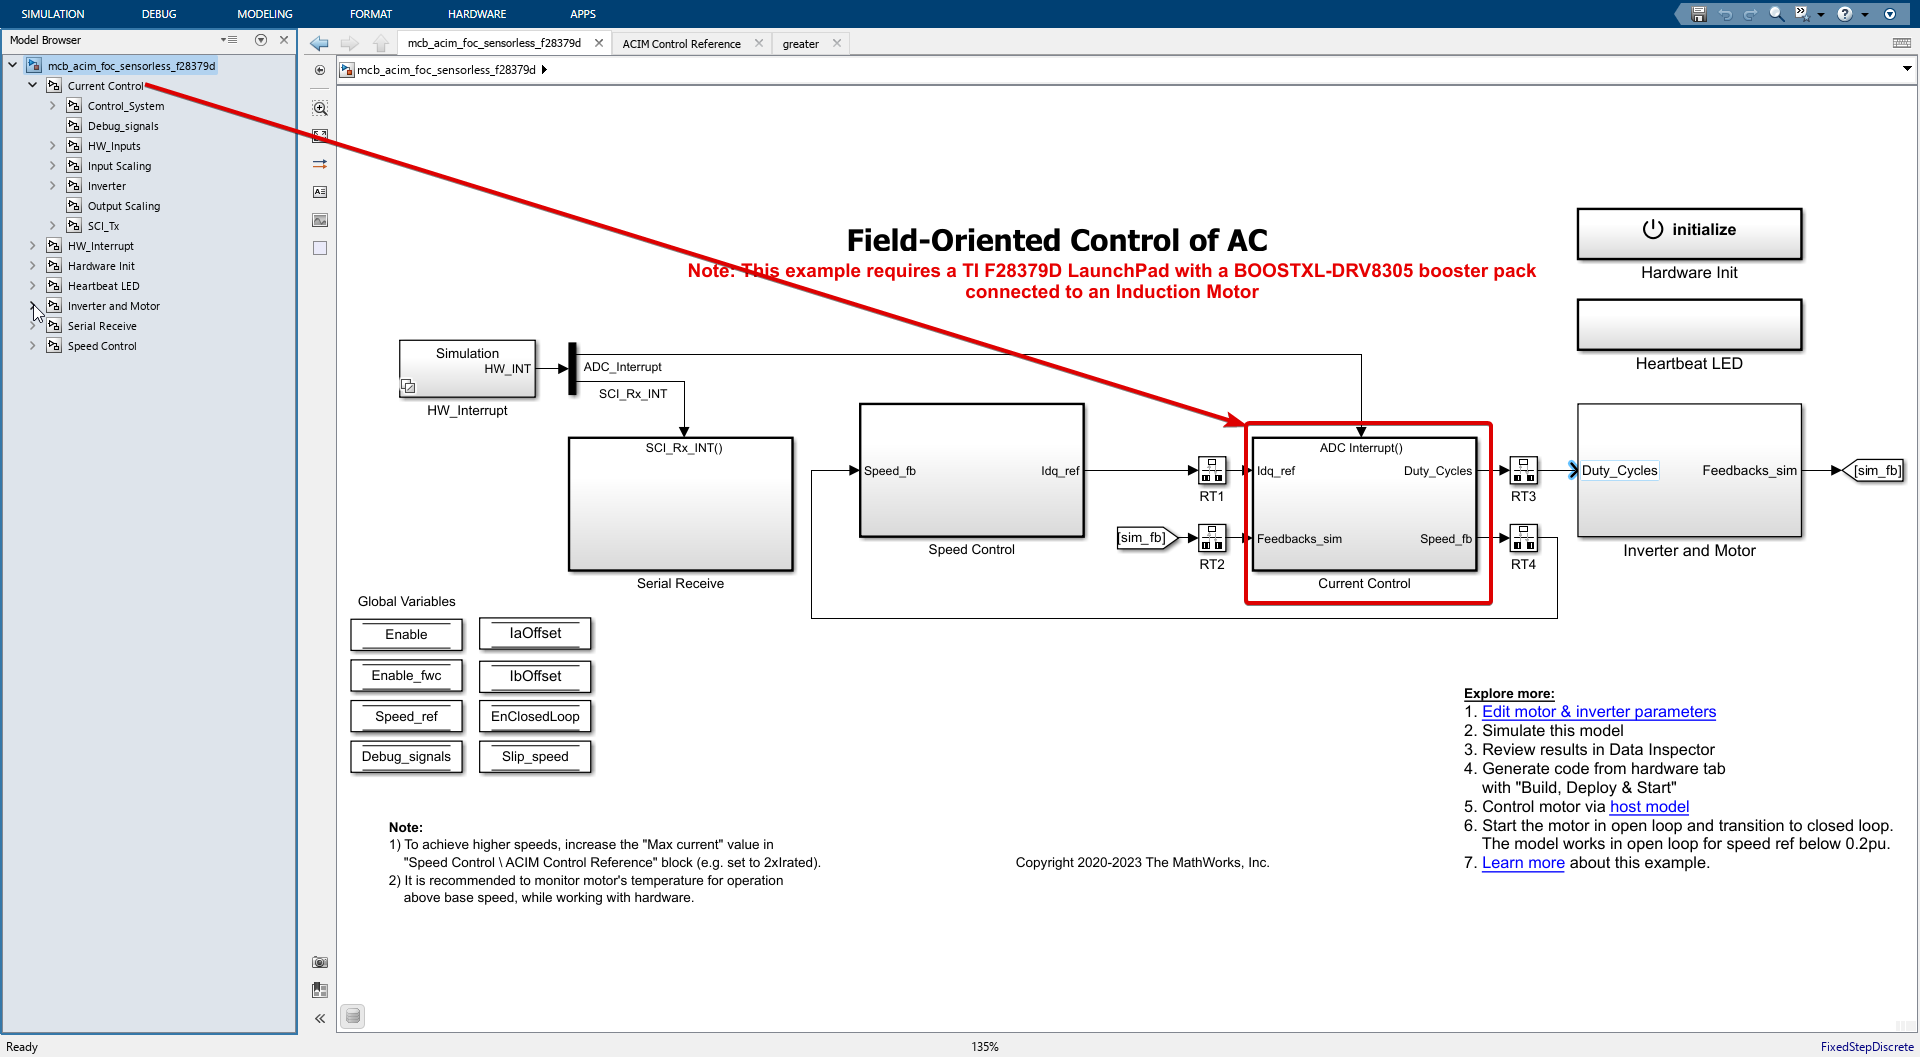 SIMULATION DEBUG MODELING FORMAT HARDWARE APPS
Model Browser
mcb_acim_foc_sensorless_f28379d
Current Control
Control_System
Debug_signals
HW_Inputs
Input Scaling
Inverter
Output Scaling
SCI_Tx
HW_Interrupt
Hardware Init
Heartbeat LED
Inverter and Motor
Serial Receive
Speed Control
mcb_acim_foc_sensorless_f28379d ACIM Control Reference greater
mcb_acim_foc_sensorless_f28379d
Field-Oriented Control of AC
Note: This example requires a TI F28379D LaunchPad with a BOOSTXL-DRV8305 booster pack
connected to an Induction Motor
initialize
Hardware Init
Heartbeat LED
Simulation
HW_INT
HW_Interrupt
ADC_Interrupt
SCI_Rx_INT
SCI_Rx_INT()
Serial Receive
Speed_fb Idq_ref
Speed Control
[sim_fb]
RT1
RT2
ADC Interrupt()
Idq_ref Duty_Cycles
Feedbacks_sim Speed_fb
Current Control
RT3
RT4
Duty_Cycles Feedbacks_sim
Inverter and Motor
[sim_fb]
Global Variables
Enable IaOffset
Enable_fwc IbOffset
Speed_ref EnClosedLoop
Debug_signals Slip_speed
Explore more:
1. Edit motor & inverter parameters
2. Simulate this model
3. Review results in Data Inspector
4. Generate code from hardware tab
with "Build, Deploy & Start"
5. Control motor via host model
6. Start the motor in open loop and transition to closed loop.
The model works in open loop for speed ref below 0.2pu.
7. Learn more about this example.
Note:
1) To achieve higher speeds, increase the "Max current" value in
"Speed Control \ ACIM Control Reference" block (e.g. set to 2xIrated).
2) It is recommended to monitor motor's temperature for operation
above base speed, while working with hardware.
Copyright 2020-2023 The MathWorks, Inc.
Ready 135% FixedStepDiscrete